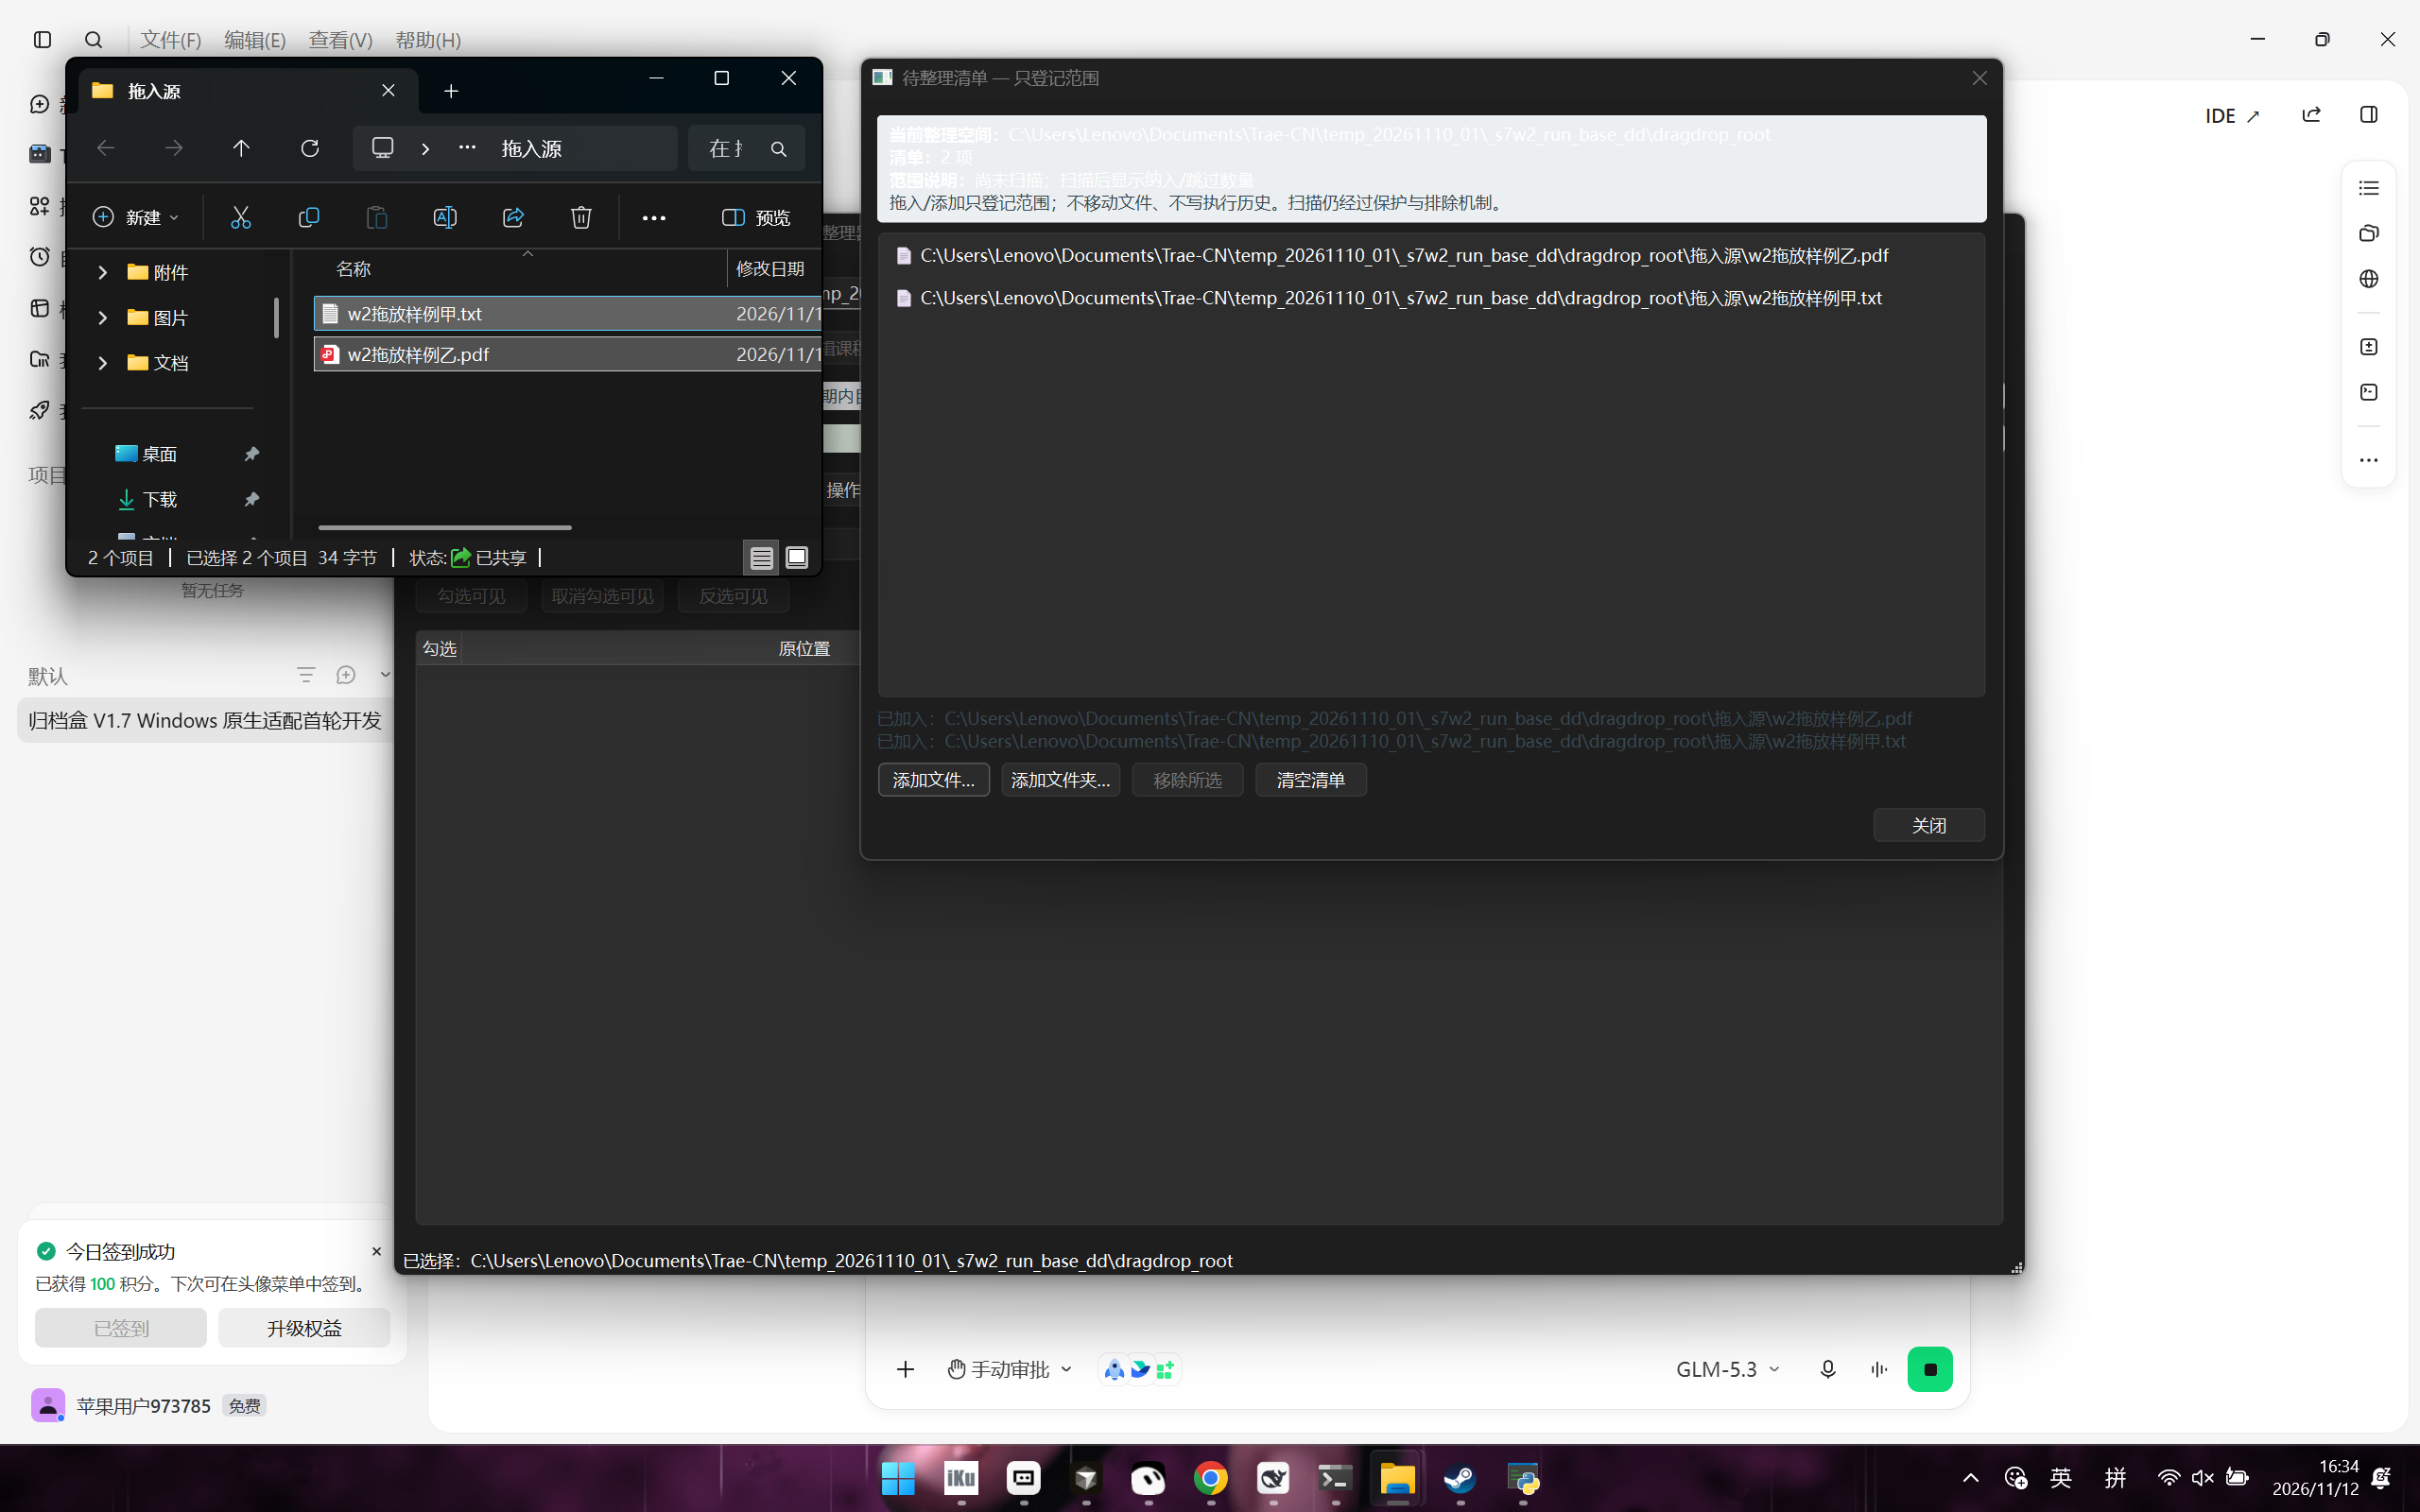 文件(F) 编辑(E) 查看(V) 帮助(H)
IDE
项目
暂无任务
默认
归档盒 V1.7 Windows 原生适配首轮开发
今日签到成功
已获得 100 积分。下次可在头像菜单中签到。
已签到 升级权益
苹果用户973785 免费
拖入源
拖入源
新建 预览
附件
图片
文档
桌面
下载
名称 修改日期
w2拖放样例甲.txt 2026/11/1
w2拖放样例乙.pdf 2026/11/1
2 个项目 已选择 2 个项目 34 字节 状态: 已共享
期内
操作
勾选可见 取消勾选可见 反选可见
勾选 原位置
已选择：C:\Users\Lenovo\Documents\Trae-CN\temp_20261110_01\_s7w2_run_base_dd\dragdrop_root
待整理清单 — 只登记范围
当前整理空间：C:\Users\Lenovo\Documents\Trae-CN\temp_20261110_01\_s7w2_run_base_dd\dragdrop_root
清单：2 项
范围说明：尚未扫描；扫描后显示纳入/跳过数量
拖入/添加只登记范围；不移动文件、不写执行历史。扫描仍经过保护与排除机制。
C:\Users\Lenovo\Documents\Trae-CN\temp_20261110_01\_s7w2_run_base_dd\dragdrop_root\拖入源\w2拖放样例乙.pdf
C:\Users\Lenovo\Documents\Trae-CN\temp_20261110_01\_s7w2_run_base_dd\dragdrop_root\拖入源\w2拖放样例甲.txt
已加入：C:\Users\Lenovo\Documents\Trae-CN\temp_20261110_01\_s7w2_run_base_dd\dragdrop_root\拖入源\w2拖放样例乙.pdf
已加入：C:\Users\Lenovo\Documents\Trae-CN\temp_20261110_01\_s7w2_run_base_dd\dragdrop_root\拖入源\w2拖放样例甲.txt
添加文件... 添加文件夹... 移除所选 清空清单
关闭
手动审批
GLM-5.3
iKu
英 拼
16:34
2026/11/12